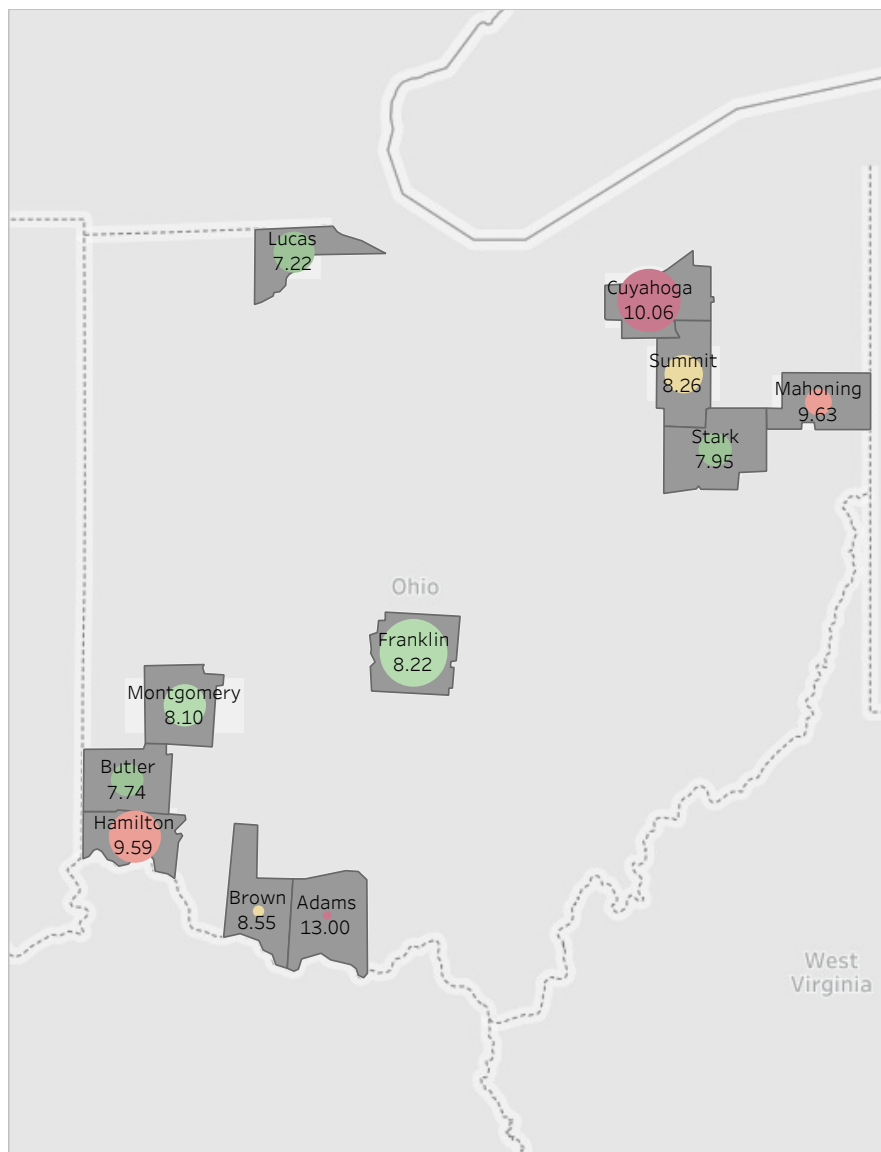 Lucas
7.22
Cuyahoga
10.06
Summit
8.26
Mahoning
9.63
Stark
7.95
Ohio
Franklin
8.22
Montgomery
8.10
Butler
7.74
Hamilton
9.59
Brown
8.55
Adams
13.00
West
Virginia